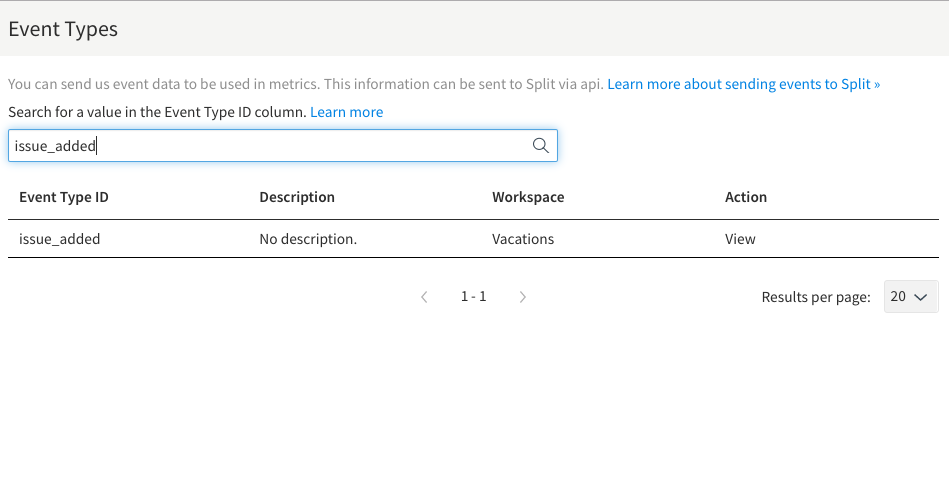 Event Types
You can send us event data to be used in metrics. This information can be sent to Split via api. Learn more about sending events to Split »
Search for a value in the Event Type ID column. Learn more
issue_added
Event Type ID Description Workspace Action
issue_added No description. Vacations View
1 - 1 Results per page: 20